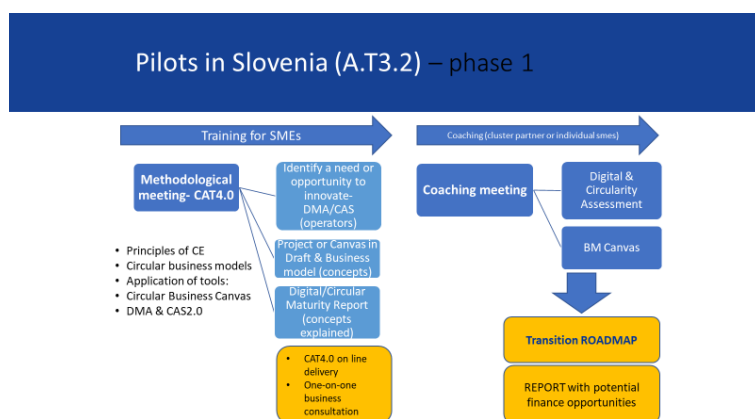 Pilots in Slovenia (A.T3.2) – phase 1
Training for SMEs
Methodological
meeting- CAT4.0
Identify a need or
opportunity to
innovate-
DMA/CAS
(operators)
Project or Canvas in
Draft & Business
model (concepts)
Digital/Circular
Maturity Report
(concepts
explained)
• Principles of CE
• Circular business models
• Application of tools:
• Circular Business Canvas
• DMA & CAS2.0
• CAT4.0 on line
delivery
• One-on-one
business
consultation
Coaching (cluster partner or individual smes)
Coaching meeting
Digital &
Circularity
Assessment
BM Canvas
Transition ROADMAP
REPORT with potential
finance opportunities